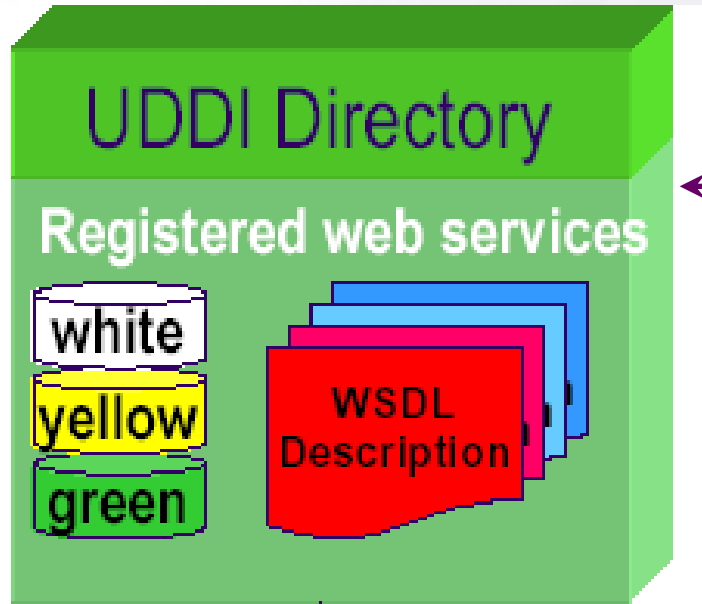 UDDI Directory
Registered web services
white
yellow
green
WSDL
Description